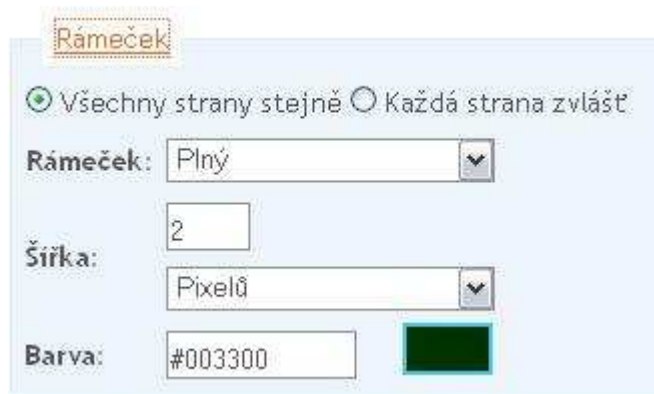 Rámeček
Všechny strany stejně Každá strana zvlášť
Rámeček: Plný
2
Šířka:
Pixelů
Barva: #003300